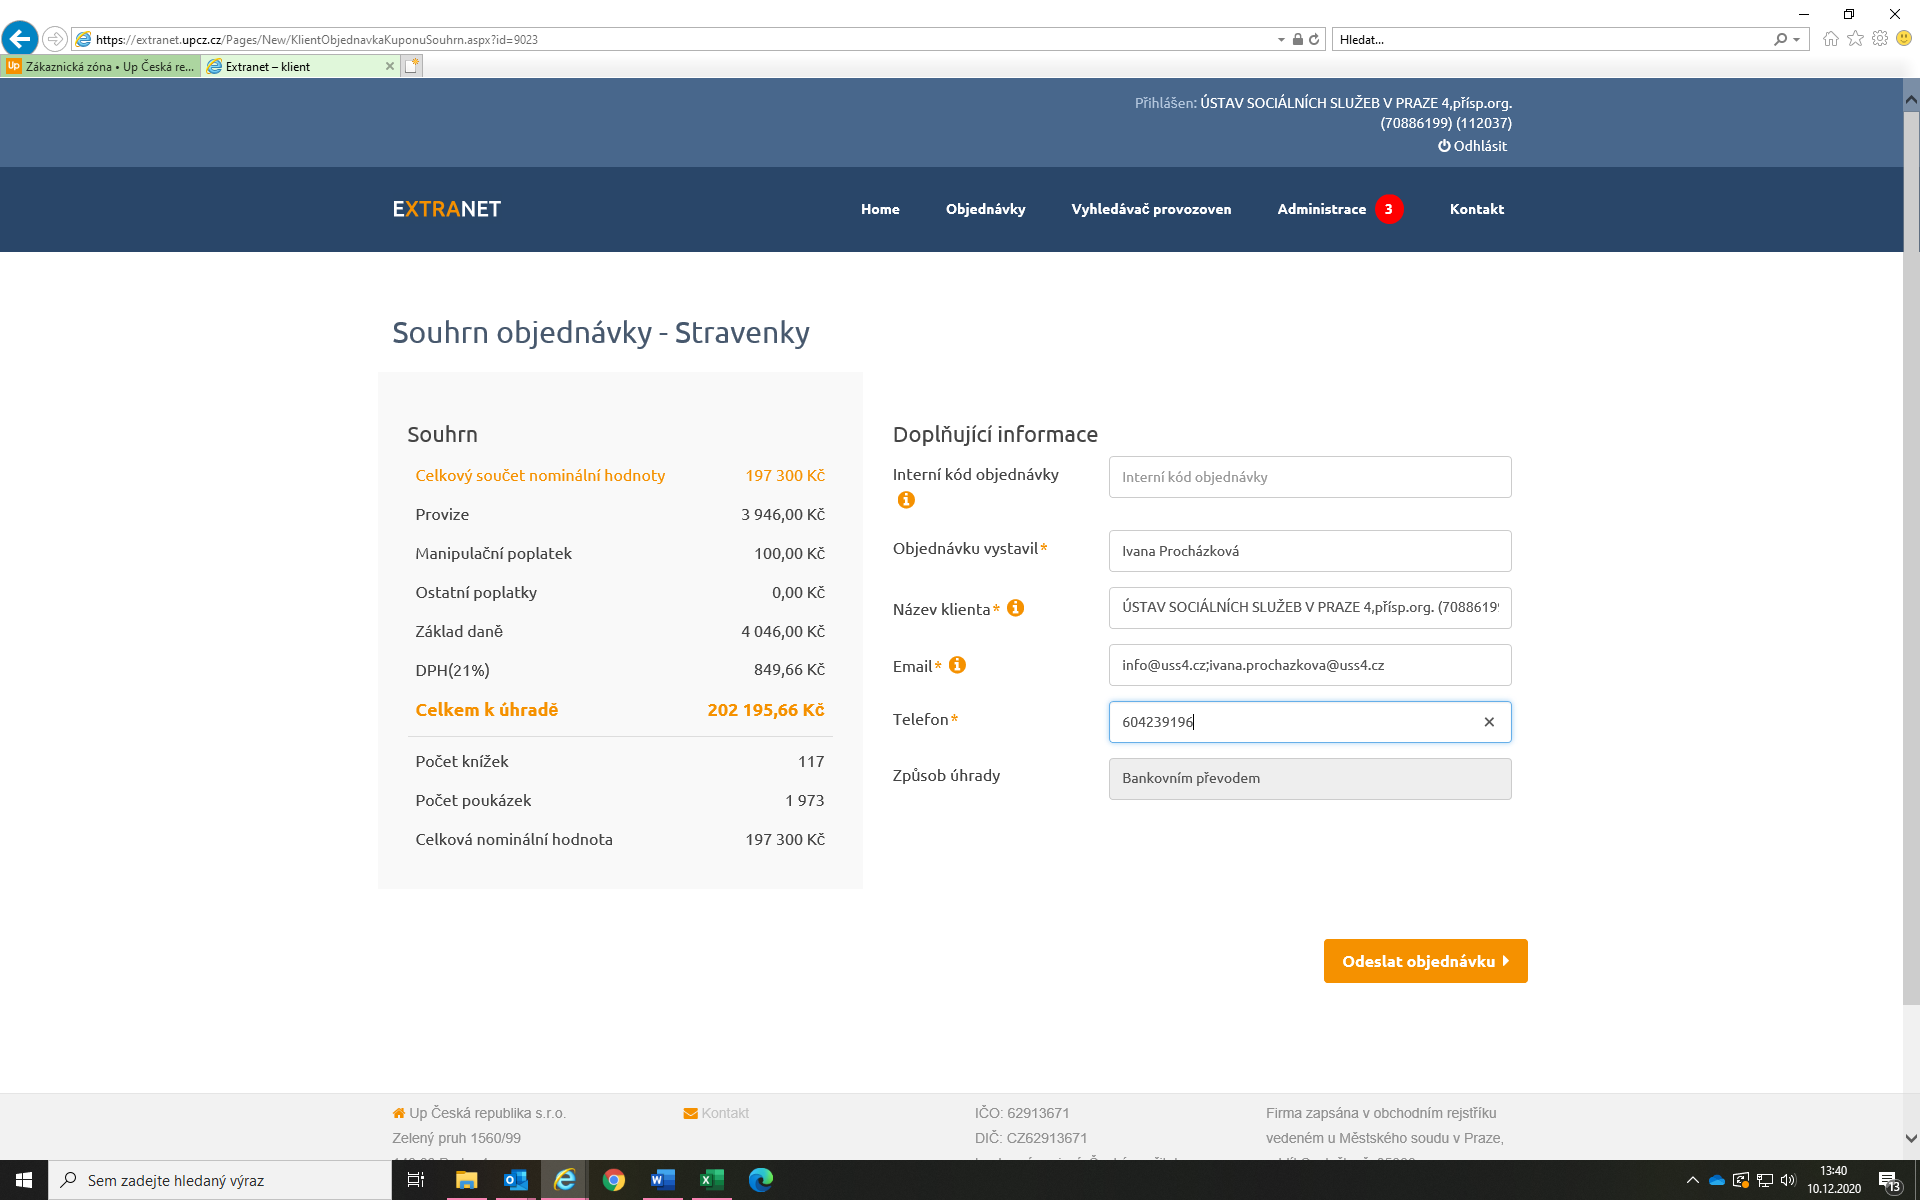 https://extranet.upcz.cz/Pages/New/KlientObjednavkaKuponuSouhrn.aspx?id=9023
Hledat...
Up Zákaznická zóna • Up Česká re...
Extranet – klient
Přihlášen: ÚSTAV SOCIÁLNÍCH SLUŽEB V PRAZE 4,přísp.org.
(70886199) (112037)
Odhlásit
EXTRANET
Home
Objednávky
Vyhledávač provozoven
Administrace 3
Kontakt
Souhrn objednávky - Stravenky
Souhrn
Celkový součet nominální hodnoty 197 300 Kč
Provize 3 946,00 Kč
Manipulační poplatek 100,00 Kč
Ostatní poplatky 0,00 Kč
Základ daně 4 046,00 Kč
DPH(21%) 849,66 Kč
Celkem k úhradě 202 195,66 Kč
Počet knížek 117
Počet poukázek 1 973
Celková nominální hodnota 197 300 Kč
Doplňující informace
Interní kód objednávky Interní kód objednávky
Objednávku vystavil* Ivana Procházková
Název klienta* ÚSTAV SOCIÁLNÍCH SLUŽEB V PRAZE 4,přísp.org. (7088619
Email* info@uss4.cz;ivana.prochazkova@uss4.cz
Telefon* 604239196
Způsob úhrady Bankovním převodem
Odeslat objednávku
Up Česká republika s.r.o.
Zelený pruh 1560/99
Kontakt
IČO: 62913671
DIČ: CZ62913671
Firma zapsána v obchodním rejstříku
vedeném u Městského soudu v Praze,
Sem zadejte hledaný výraz
13:40
10.12.2020
13